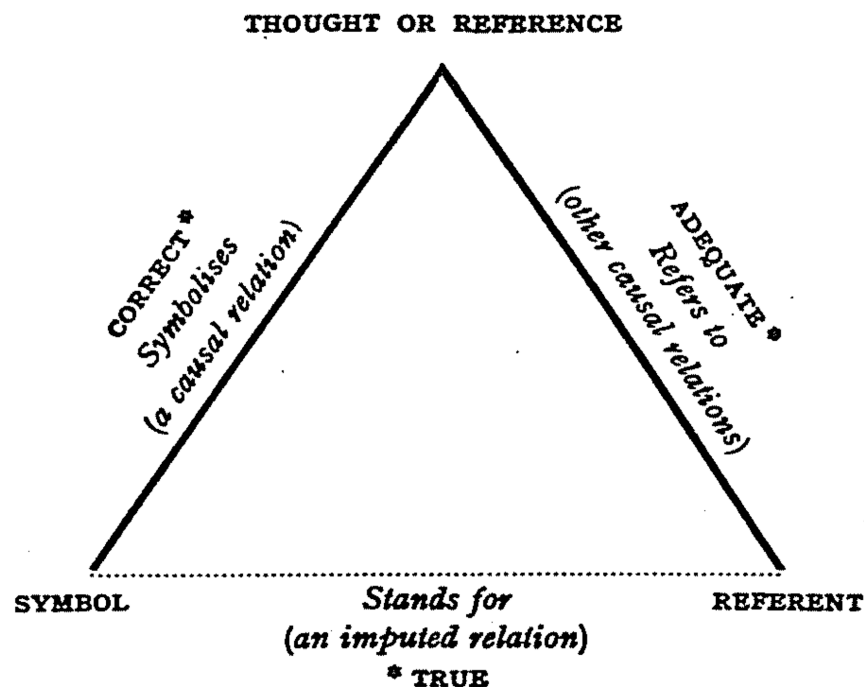 THOUGHT OR REFERENCE
CORRECT*
Symbolises
(a causal relation)
ADEQUATE*
Refers to
(other causal relations)
SYMBOL
Stands for
(an imputed relation)
* TRUE
REFERENT